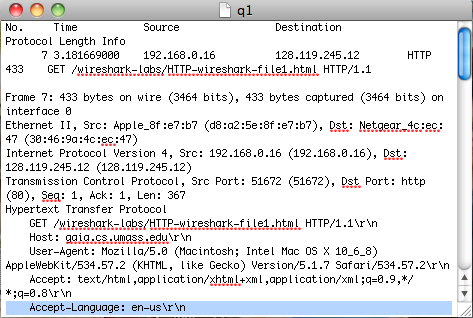 q1
No. Time Source Destination
Protocol Length Info
7 3.181669000 192.168.0.16 128.119.245.12 HTTP
433 GET /wireshark-labs/HTTP-wireshark-file1.html HTTP/1.1
Frame 7: 433 bytes on wire (3464 bits), 433 bytes captured (3464 bits) on
interface 0
Ethernet II, Src: Apple_8f:e7:b7 (d8:a2:5e:8f:e7:b7), Dst: Netgear_4c:ec:
47 (30:46:9a:4c:ec:47)
Internet Protocol Version 4, Src: 192.168.0.16 (192.168.0.16), Dst:
128.119.245.12 (128.119.245.12)
Transmission Control Protocol, Src Port: 51672 (51672), Dst Port: http
(80), Seq: 1, Ack: 1, Len: 367
Hypertext Transfer Protocol
GET /wireshark-labs/HTTP-wireshark-file1.html HTTP/1.1\r\n
Host: gaia.cs.umass.edu\r\n
User-Agent: Mozilla/5.0 (Macintosh; Intel Mac OS X 10_6_8)
AppleWebKit/534.57.2 (KHTML, like Gecko) Version/5.1.7 Safari/534.57.2\r\n
Accept: text/html,application/xhtml+xml,application/xml;q=0.9,*/
*;q=0.8\r\n
Accept-Language: en-us\r\n